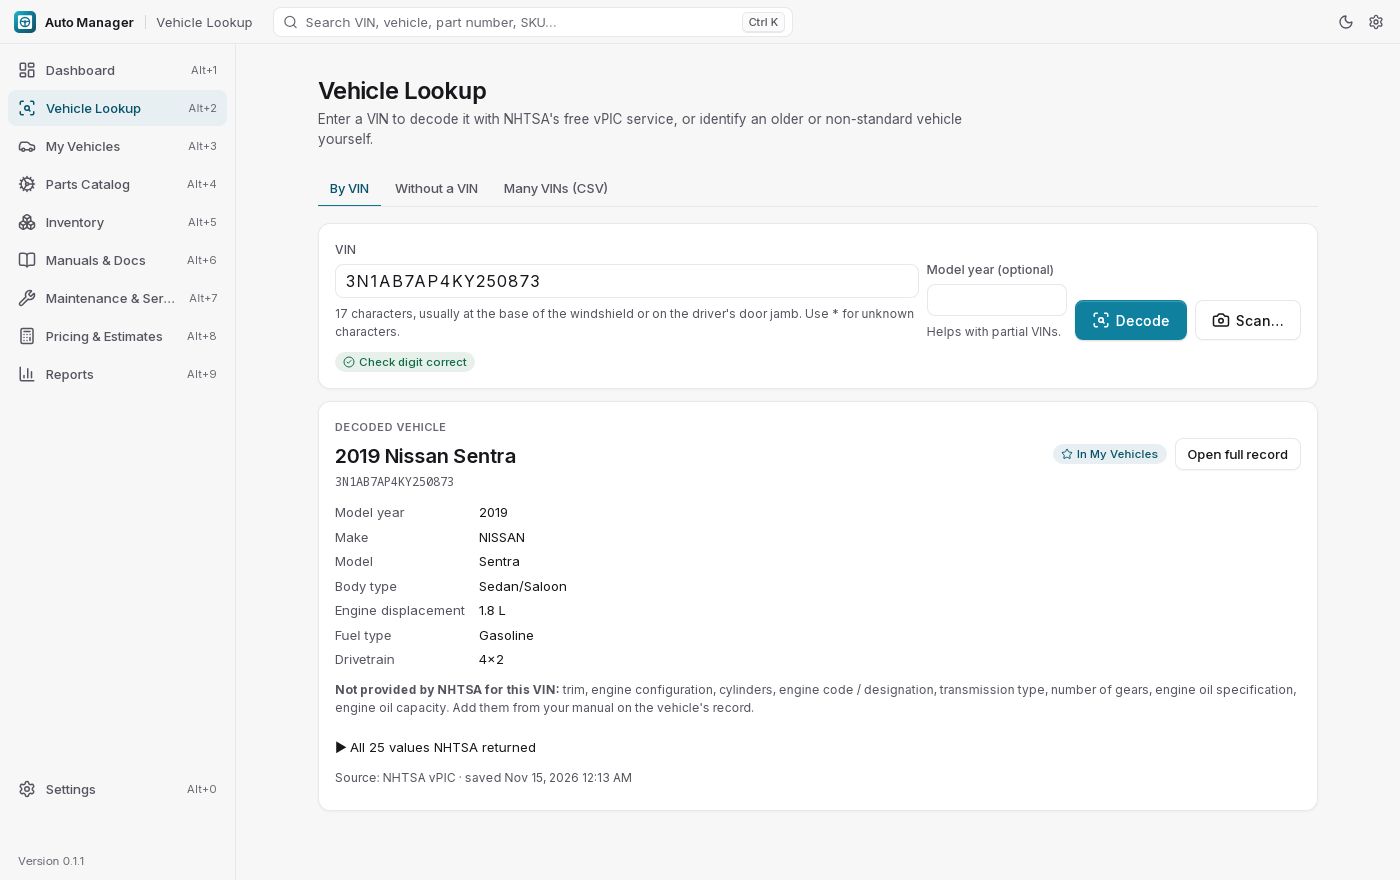 Auto Manager
Vehicle Lookup
Search VIN, vehicle, part number, SKU...
Ctrl K
Dashboard Alt+1
Vehicle Lookup Alt+2
My Vehicles Alt+3
Parts Catalog Alt+4
Inventory Alt+5
Manuals & Docs Alt+6
Maintenance & Ser... Alt+7
Pricing & Estimates Alt+8
Reports Alt+9
Settings Alt+0
Version 0.1.1
Vehicle Lookup
Enter a VIN to decode it with NHTSA's free vPIC service, or identify an older or non-standard vehicle
yourself.
By VIN Without a VIN Many VINs (CSV)
VIN
3N1AB7AP4KY250873
17 characters, usually at the base of the windshield or on the driver's door jamb. Use * for unknown
characters.
Check digit correct
Model year (optional)
Helps with partial VINs.
Decode
Scan...
DECODED VEHICLE
2019 Nissan Sentra
3N1AB7AP4KY250873
In My Vehicles
Open full record
Model year 2019
Make NISSAN
Model Sentra
Body type Sedan/Saloon
Engine displacement 1.8 L
Fuel type Gasoline
Drivetrain 4×2
Not provided by NHTSA for this VIN: trim, engine configuration, cylinders, engine code / designation, transmission type, number of gears, engine oil specification,
engine oil capacity. Add them from your manual on the vehicle's record.
▶ All 25 values NHTSA returned
Source: NHTSA vPIC · saved Nov 15, 2026 12:13 AM